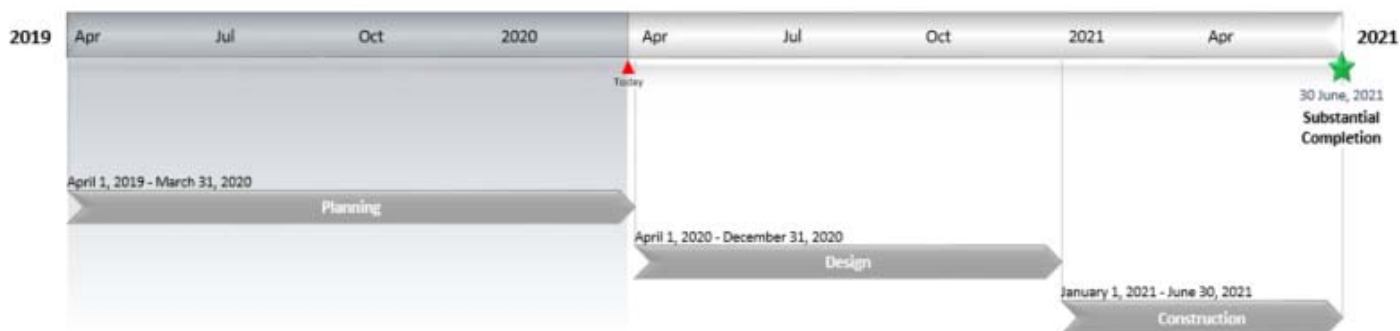 2019 Apr Jul Oct 2020 Apr Jul Oct 2021 Apr 2021
Today
30 June, 2021
Substantial
Completion
April 1, 2019 - March 31, 2020
Planning
April 1, 2020 - December 31, 2020
Design
January 1, 2021 - June 30, 2021
Construction